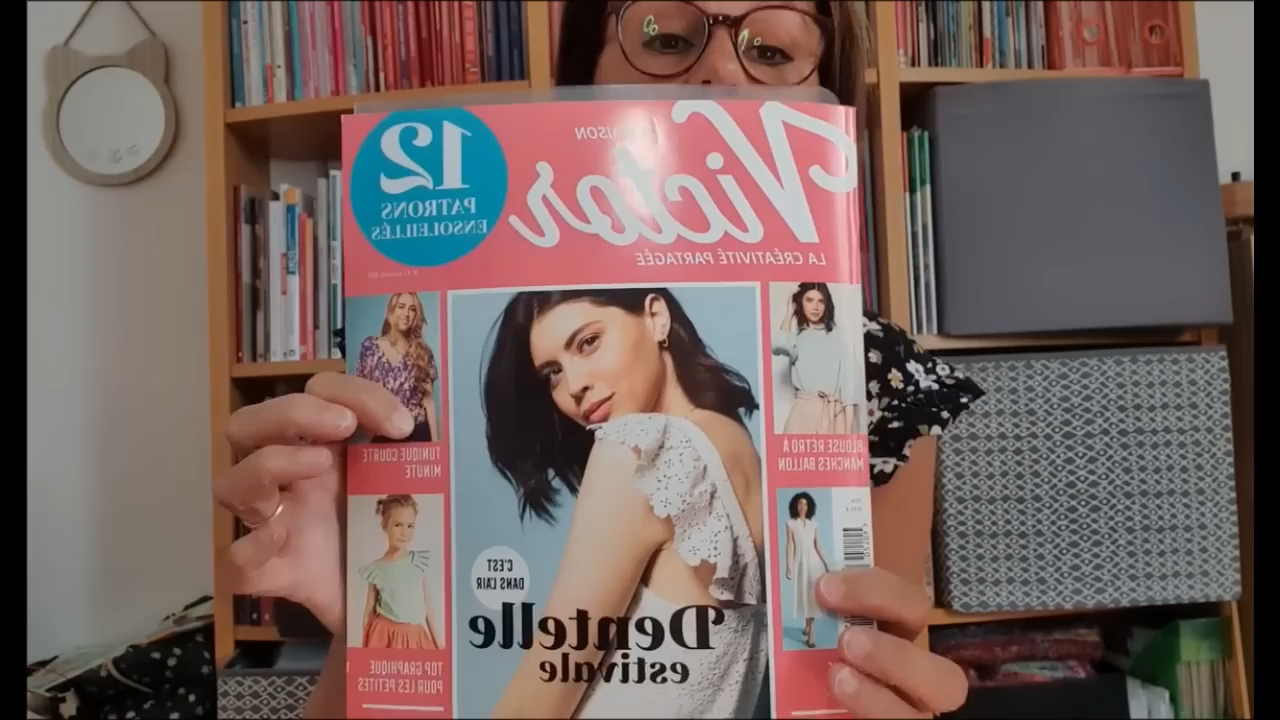 MAISON
Victor
LA CRÉATIVITÉ PARTAGÉE
12
PATRONS
ENSOLEILLÉS
BLOUSE RÉTRO À
MANCHES BALLON
TUNIQUE COURTE
MINUTE
TOP GRAPHIQUE
POUR LES PETITES
C'EST
DANS L'AIR
Dentelle
estivale